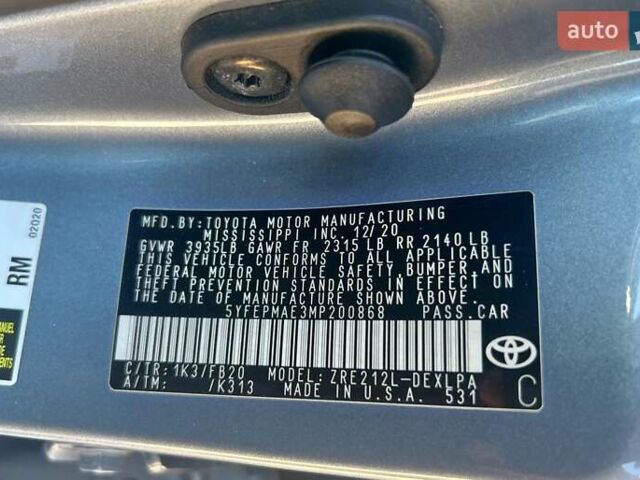 auto
02020
RM
MANUEL
MFD.BY:TOYOTA MOTOR MANUFACTURING
MISSISSIPPI INC. 12/20
GVWR 3935LB GAWR FR 2315 LB RR 2140 LB
THIS VEHICLE CONFORMS TO ALL APPLICABLE
FEDERAL MOTOR VEHICLE SAFETY,BUMPER,AND
THEFT PREVENTION STANDARDS IN EFFECT ON
THE DATE OF MANUFACTURE SHOWN ABOVE.
5YFEPMAE3MP200868 PASS.CAR
C/TR: 1K3/FB20 MODEL: ZRE212L-DEXLPA
A/TM: /K313 MADE IN U.S.A. 531
C